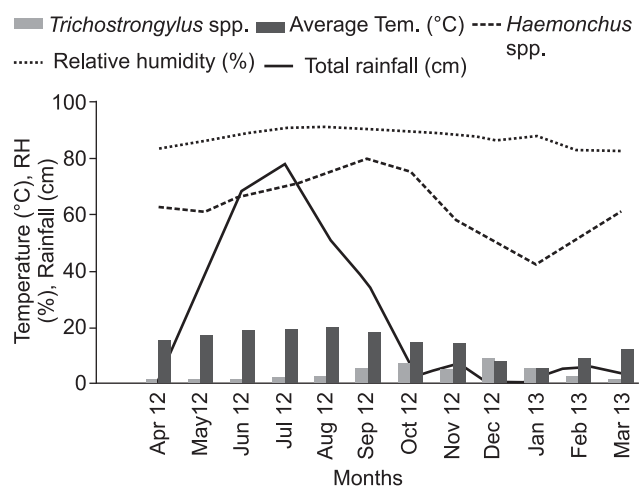 Trichostrongylus spp. Average Tem. (°C) Haemonchus spp.
Relative humidity (%) Total rainfall (cm)
Temperature (°C), RH
(%), Rainfall (cm)
100
80
60
40
20
0
Apr 12
May12
Jun 12
Jul 12
Aug 12
Sep 12
Oct 12
Nov 12
Dec 12
Jan 13
Feb 13
Mar 13
Months